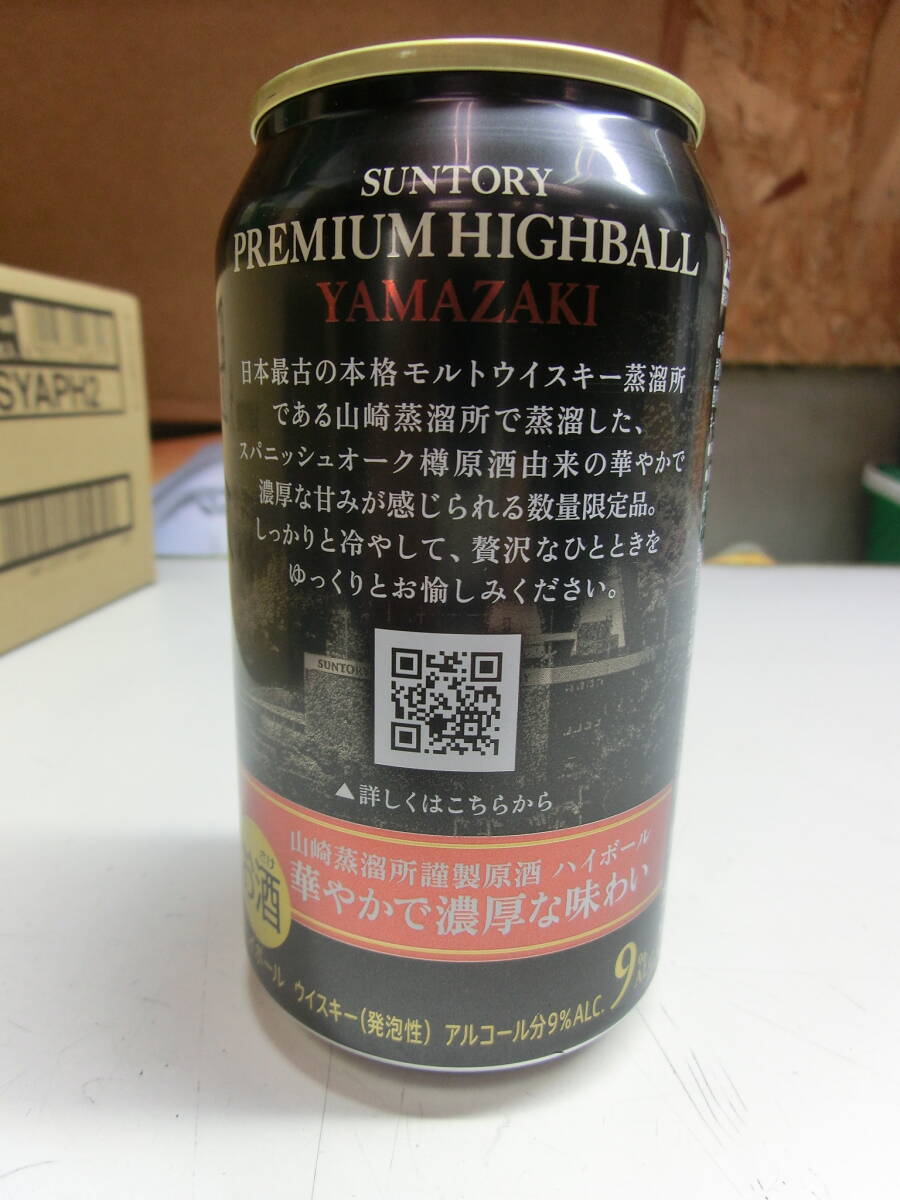 SUNTORY
PREMIUM HIGHBALL
YAMAZAKI
日本最古の本格モルトウイスキー蒸溜所
である山崎蒸溜所で蒸溜した、
スパニッシュオーク樽原酒由来の華やかで
濃厚な甘みが感じられる数量限定品。
しっかりと冷やして、贅沢なひとときを
ゆっくりとお愉しみください。
SUNTORY
▲詳しくはこちらから
山崎蒸溜所謹製原酒 ハイボール
華やかで濃厚な味わい
さけ
お酒
ウイスキー(発泡性) アルコール分9%ALC.
9%
SYAPH2